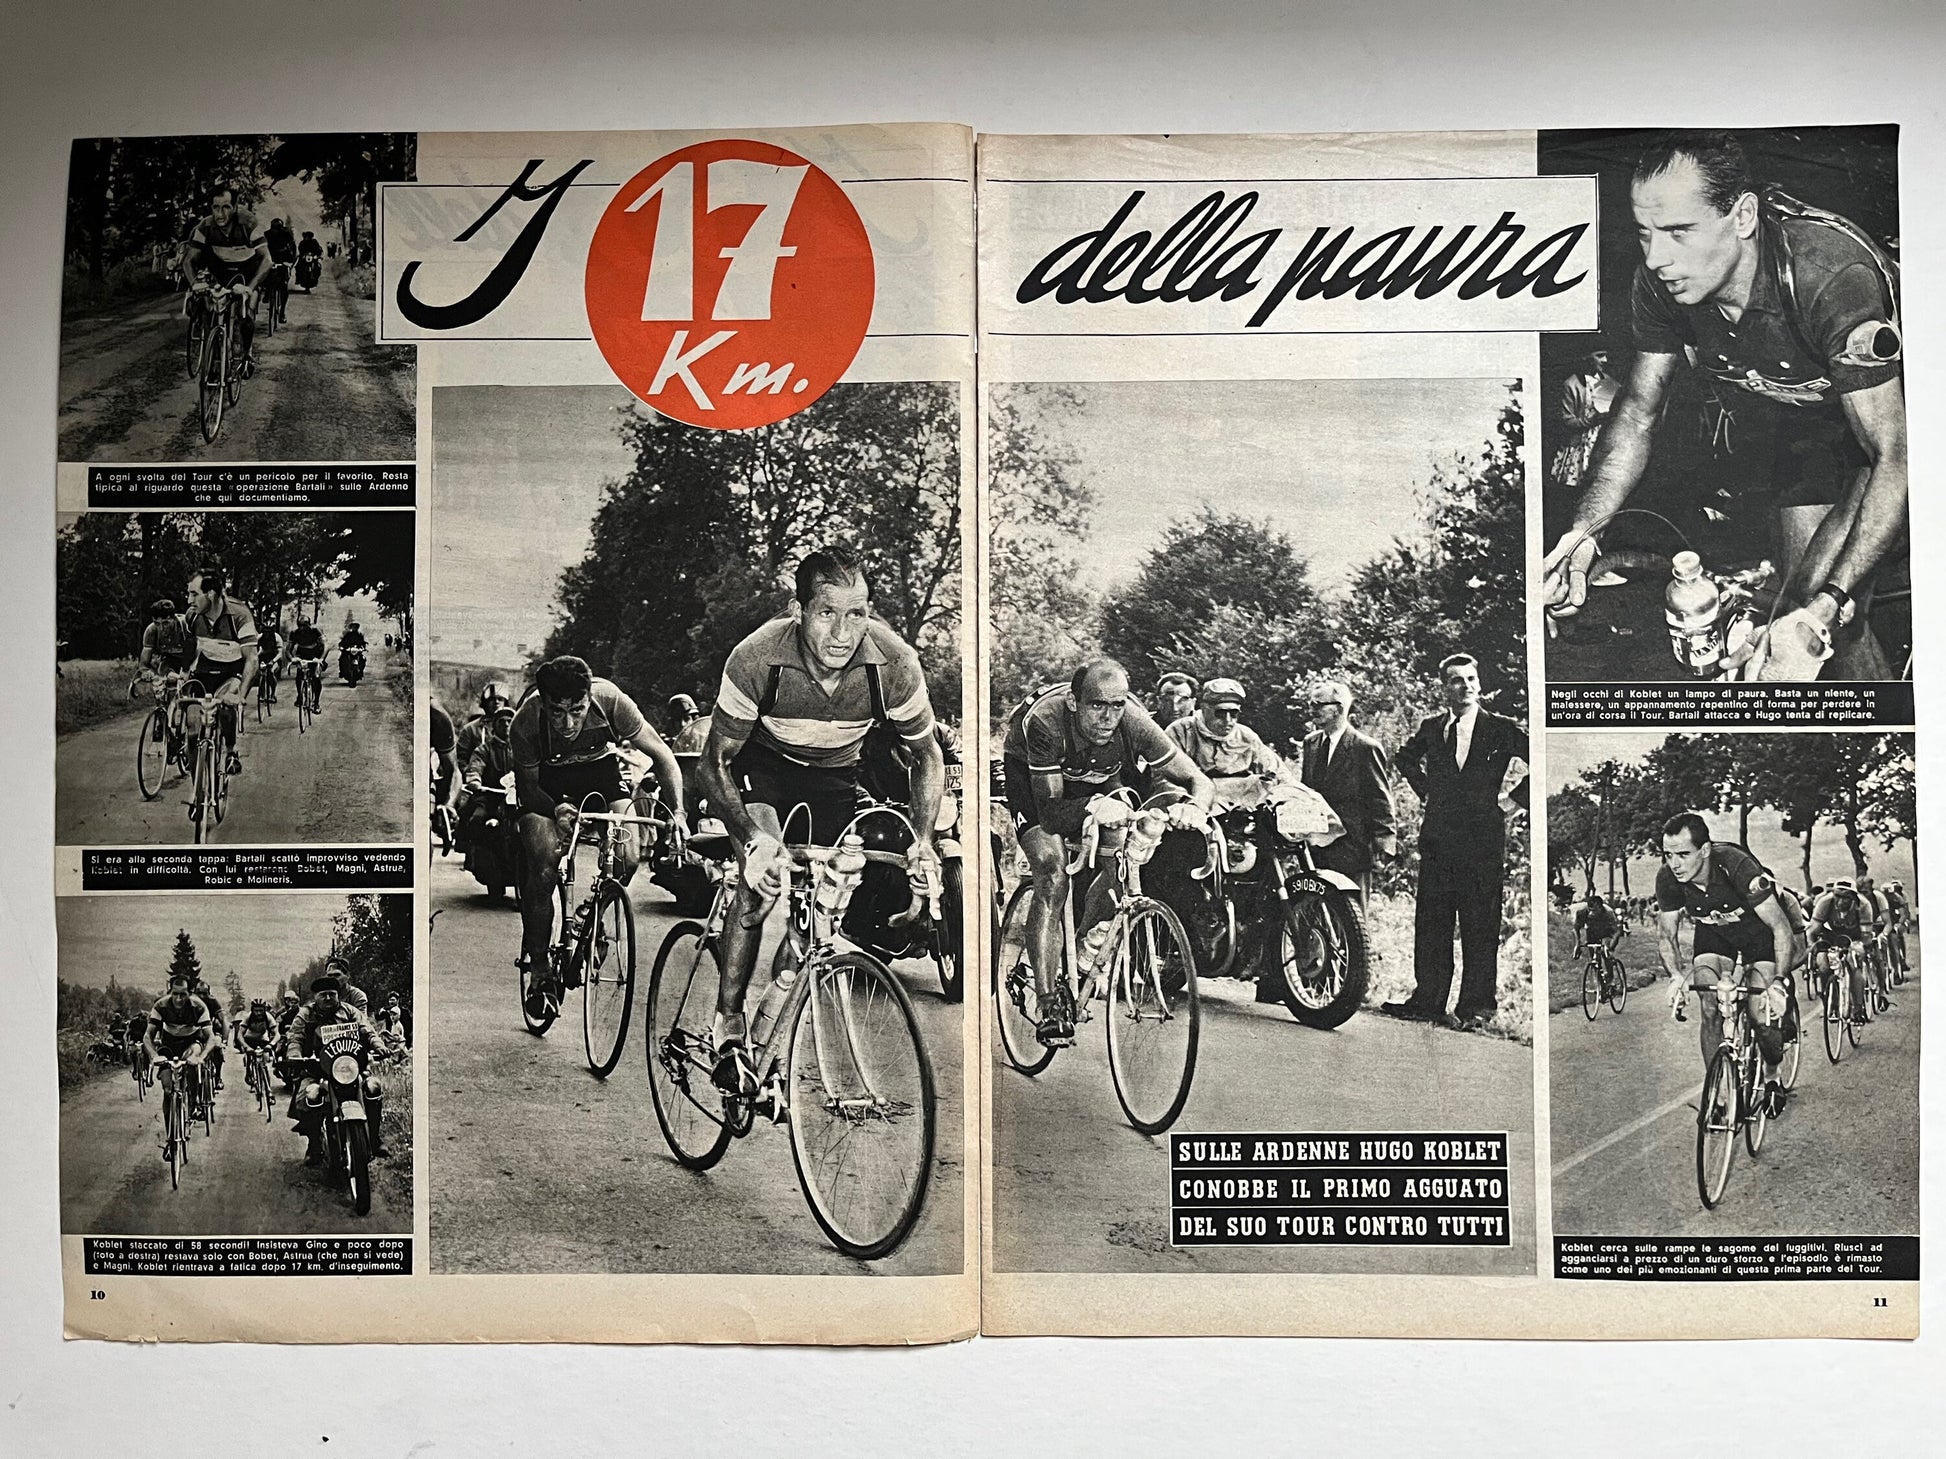 I 17 Km. della paura
A ogni svolta del Tour c'è un pericolo per il favorito. Resta
tipica al riguardo questa «operazione Bartali» sulle Ardenne
che qui documentiamo.
Si era alla seconda tappa: Bartali scattò improvviso vedendo
Koblet in difficoltà. Con lui restarono Bobet, Magni, Astrua,
Robic e Molineris.
TOUR DE FRANCE 53
L'EQUIPE
Koblet staccato di 58 secondi! Insisteva Gino e poco dopo
(foto a destra) restava solo con Bobet, Astrua (che non si vede)
e Magni. Koblet rientrava a fatica dopo 17 km. d'inseguimento.
10
5910BX75
SULLE ARDENNE HUGO KOBLET
CONOBBE IL PRIMO AGGUATO
DEL SUO TOUR CONTRO TUTTI
Negli occhi di Koblet un lampo di paura. Basta un niente, un
malessere, un appannamento repentino di forma per perdere in
un'ora di corsa il Tour. Bartali attacca e Hugo tenta di replicare.
Koblet cerca sulle rampe le sagome dei fuggitivi. Riuscì ad
agganciarsi a prezzo di un duro sforzo e l'episodio è rimasto
come uno dei più emozionanti di questa prima parte del Tour.
11